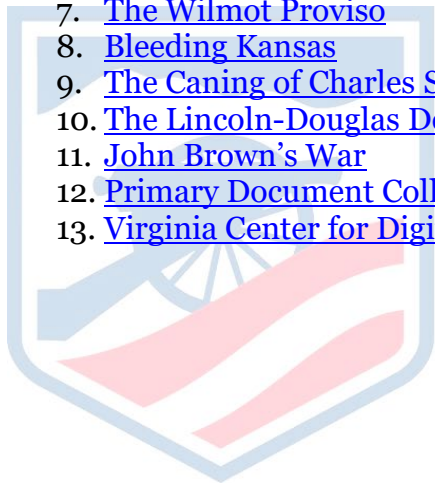 7. The Wilmot Proviso
8. Bleeding Kansas
9. The Caning of Charles S
10. The Lincoln-Douglas D
11. John Brown's War
12. Primary Document Coll
13. Virginia Center for Digi